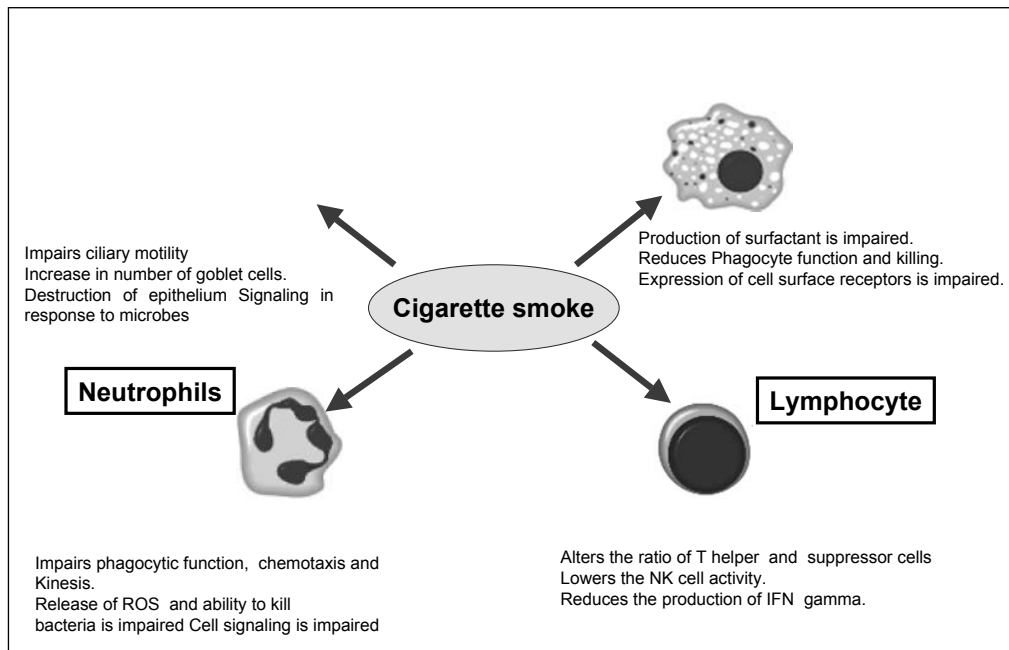 Impairs ciliary motility
Increase in number of goblet cells.
Destruction of epithelium Signaling in
response to microbes
Production of surfactant is impaired.
Reduces Phagocyte function and killing.
Expression of cell surface receptors is impaired.
Cigarette smoke
Neutrophils
Lymphocyte
Impairs phagocytic function, chemotaxis and
Kinesis.
Release of ROS and ability to kill
bacteria is impaired Cell signaling is impaired
Alters the ratio of T helper and suppressor cells
Lowers the NK cell activity.
Reduces the production of IFN gamma.